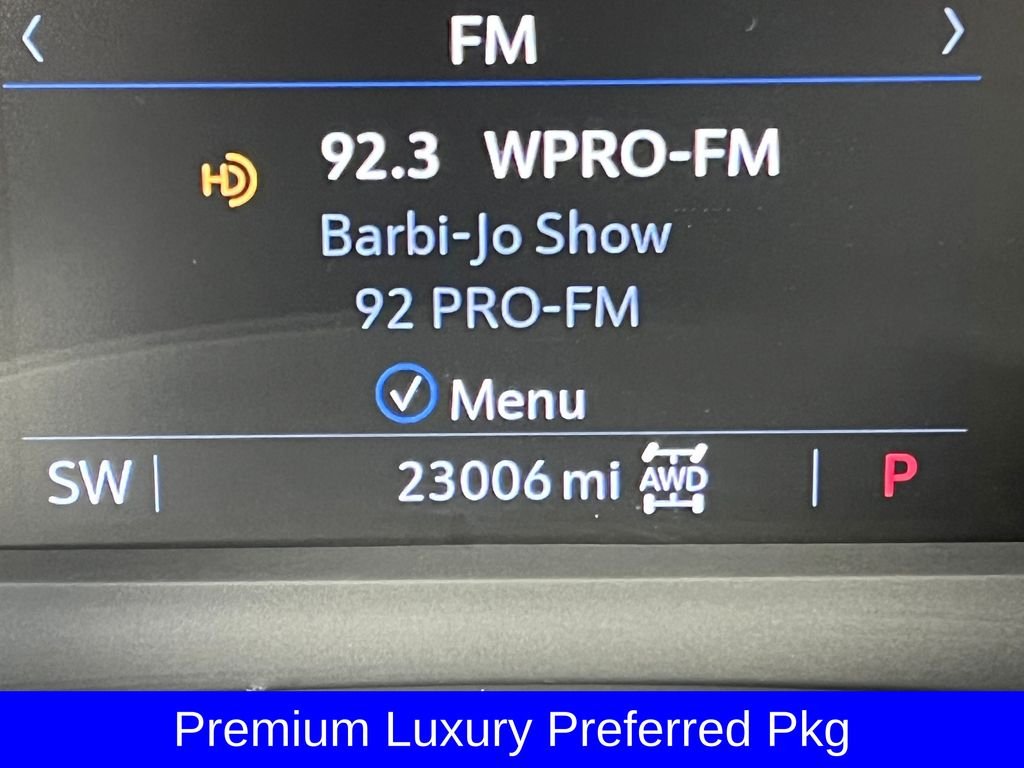 FM
HD 92.3 WPRO-FM
Barbi-Jo Show
92 PRO-FM
Menu
SW 23006 mi AWD P
Premium Luxury Preferred Pkg